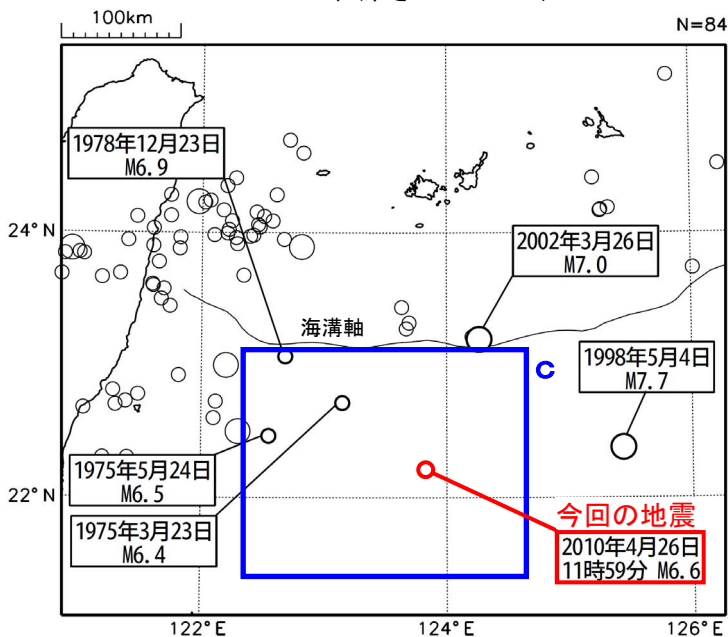 100km
N=84
1978年12月23日
M6.9
24°N
2002年3月26日
M7.0
海溝軸
c
1998年5月4日
M7.7
1975年5月24日
M6.5
22°N
1975年3月23日
M6.4
今回の地震
2010年4月26日
11時59分 M6.6
122°E
124°E
126°E